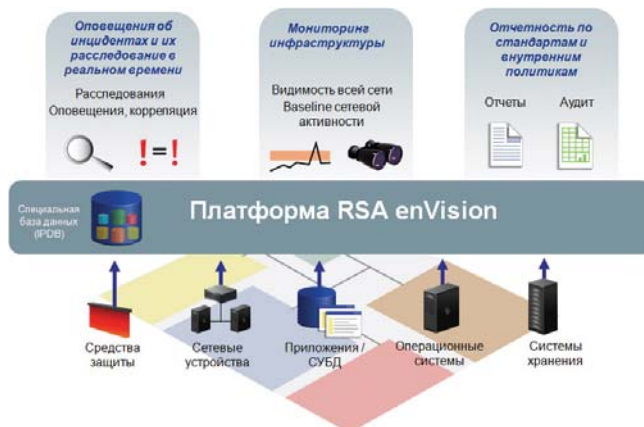 Оповещения об
инцидентах и их
расследование в
реальном времени
Расследования
Оповещения, корреляция
! = !
Мониторинг
инфраструктуры
Видимость всей сети
Baseline сетевой
активности
Отчетность по
стандартам и
внутренним
политикам
Отчеты
Аудит
Специальная
база данных
(IPDB)
Платформа RSA enVision
Средства
защиты
Сетевые
устройства
Приложения /
СУБД
Операционные
системы
Системы
хранения